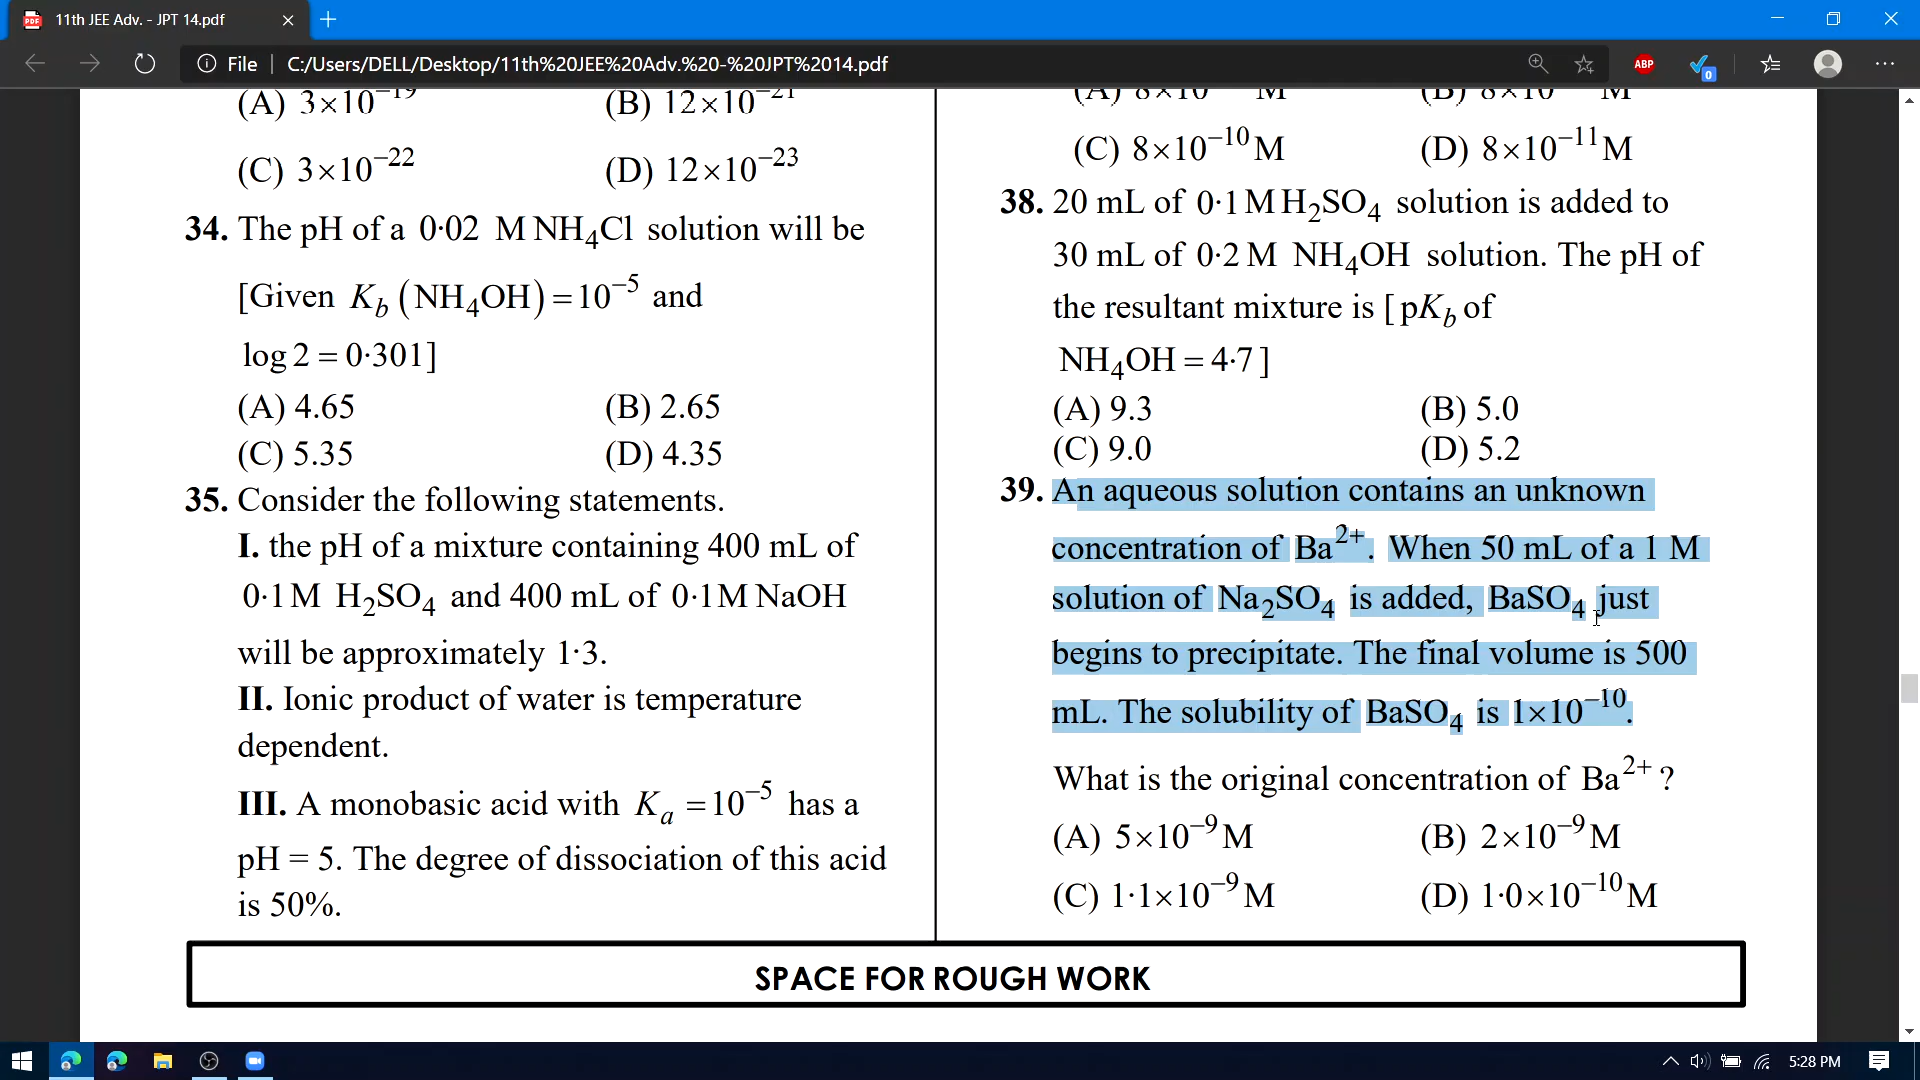 11th JEE Adv. - JPT 14.pdf
File | C:/Users/DELL/Desktop/11th%20JEE%20Adv.%20-%20JPT%2014.pdf
ABP
0
(A) 3×10⁻¹⁹ (B) 12×10⁻²¹
(C) 3×10⁻²² (D) 12×10⁻²³
34. The pH of a 0·02 M NH₄Cl solution will be
[Given K_b (NH₄OH) = 10⁻⁵ and
log 2 = 0·301]
(A) 4.65 (B) 2.65
(C) 5.35 (D) 4.35
35. Consider the following statements.
I. the pH of a mixture containing 400 mL of
0·1 M H₂SO₄ and 400 mL of 0·1 M NaOH
will be approximately 1·3.
II. Ionic product of water is temperature
dependent.
III. A monobasic acid with Kₐ = 10⁻⁵ has a
pH = 5. The degree of dissociation of this acid
is 50%.
(C) 8×10⁻¹⁰ M (D) 8×10⁻¹¹ M
38. 20 mL of 0·1 M H₂SO₄ solution is added to
30 mL of 0·2 M NH₄OH solution. The pH of
the resultant mixture is [ pK_b of
NH₄OH = 4·7 ]
(A) 9.3 (B) 5.0
(C) 9.0 (D) 5.2
39. An aqueous solution contains an unknown
concentration of Ba²⁺. When 50 mL of a 1 M
solution of Na₂SO₄ is added, BaSO₄ just
begins to precipitate. The final volume is 500
mL. The solubility of BaSO₄ is 1×10⁻¹⁰.
What is the original concentration of Ba²⁺ ?
(A) 5×10⁻⁹ M (B) 2×10⁻⁹ M
(C) 1·1×10⁻⁹ M (D) 1·0×10⁻¹⁰ M
SPACE FOR ROUGH WORK
5:28 PM